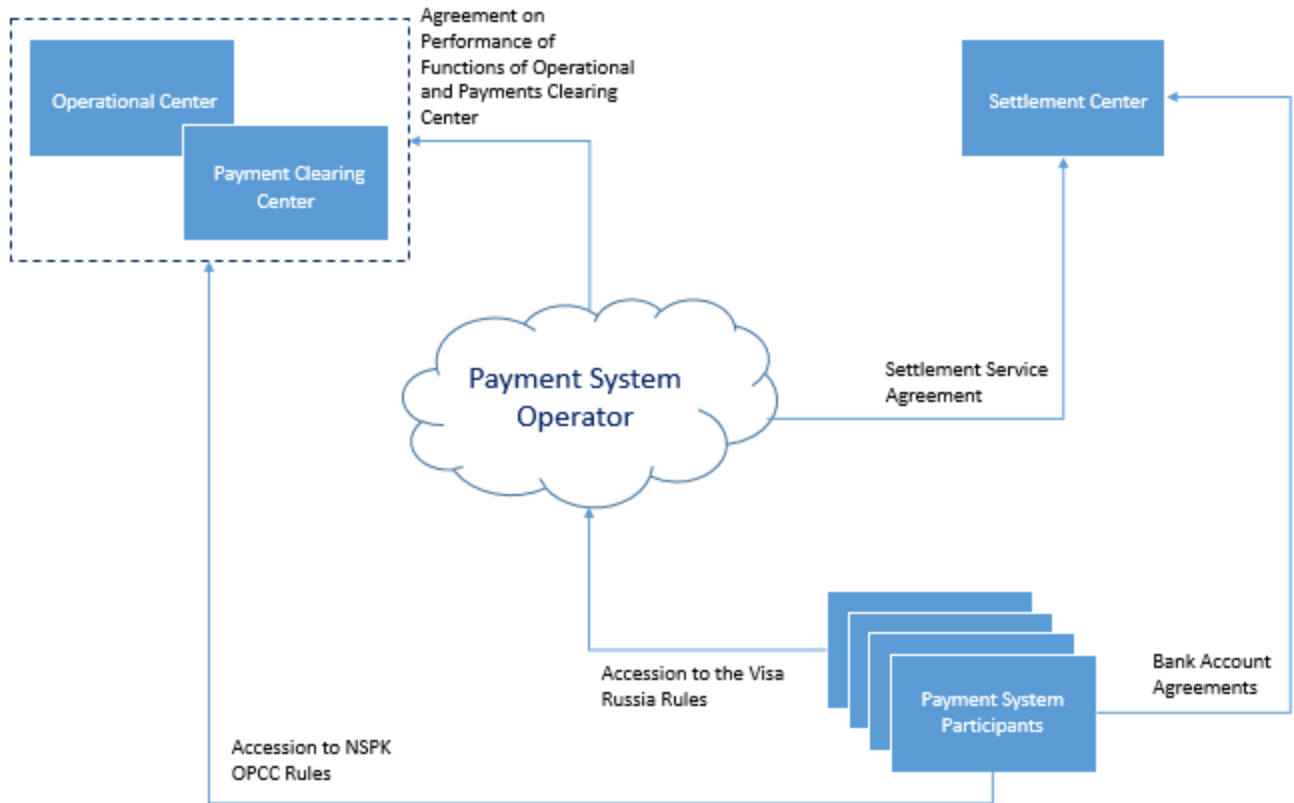 Agreement on
Performance of
Functions of Operational
and Payments Clearing
Center
Operational Center
Payment Clearing
Center
Settlement Center
Payment System
Operator
Settlement Service
Agreement
Accession to the Visa
Russia Rules
Payment System
Participants
Bank Account
Agreements
Accession to NSPK
OPCC Rules